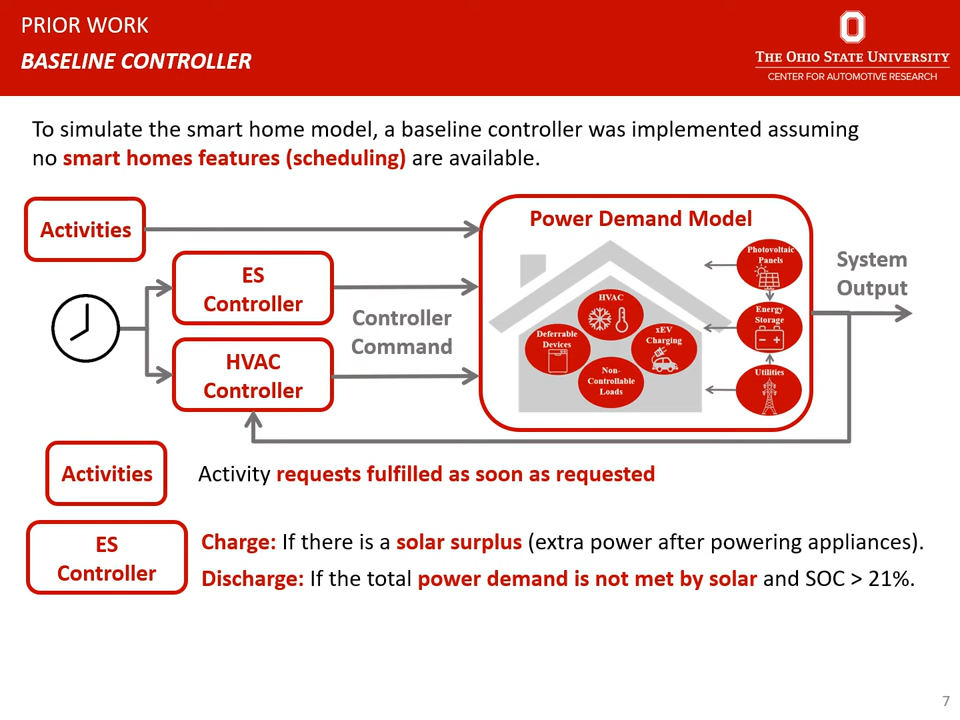 PRIOR WORK
BASELINE CONTROLLER
THE OHIO STATE UNIVERSITY
CENTER FOR AUTOMOTIVE RESEARCH
To simulate the smart home model, a baseline controller was implemented assuming
no smart homes features (scheduling) are available.
Activities
ES
Controller
HVAC
Controller
Controller
Command
Power Demand Model
HVAC
Deferrable
Devices
xEV
Charging
Non-
Controllable
Loads
Photovoltaic
Panels
Energy
Storage
Utilities
System
Output
Activities
Activity requests fulfilled as soon as requested
ES
Controller
Charge: If there is a solar surplus (extra power after powering appliances).
Discharge: If the total power demand is not met by solar and SOC > 21%.
7